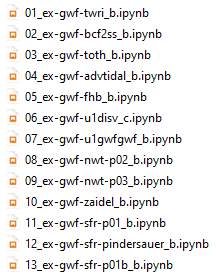 01_ex-gwf-twri_b.ipynb
02_ex-gwf-bcf2ss_b.ipynb
03_ex-gwf-toth_b.ipynb
04_ex-gwf-advtidal_b.ipynb
05_ex-gwf-fhb_b.ipynb
06_ex-gwf-u1disv_c.ipynb
07_ex-gwf-u1gwfgwf_b.ipynb
08_ex-gwf-nwt-p02_b.ipynb
09_ex-gwf-nwt-p03_b.ipynb
10_ex-gwf-zaidel_b.ipynb
11_ex-gwf-sfr-p01_b.ipynb
12_ex-gwf-sfr-pindersauer_b.ipynb
13_ex-gwf-sfr-p01b_b.ipynb